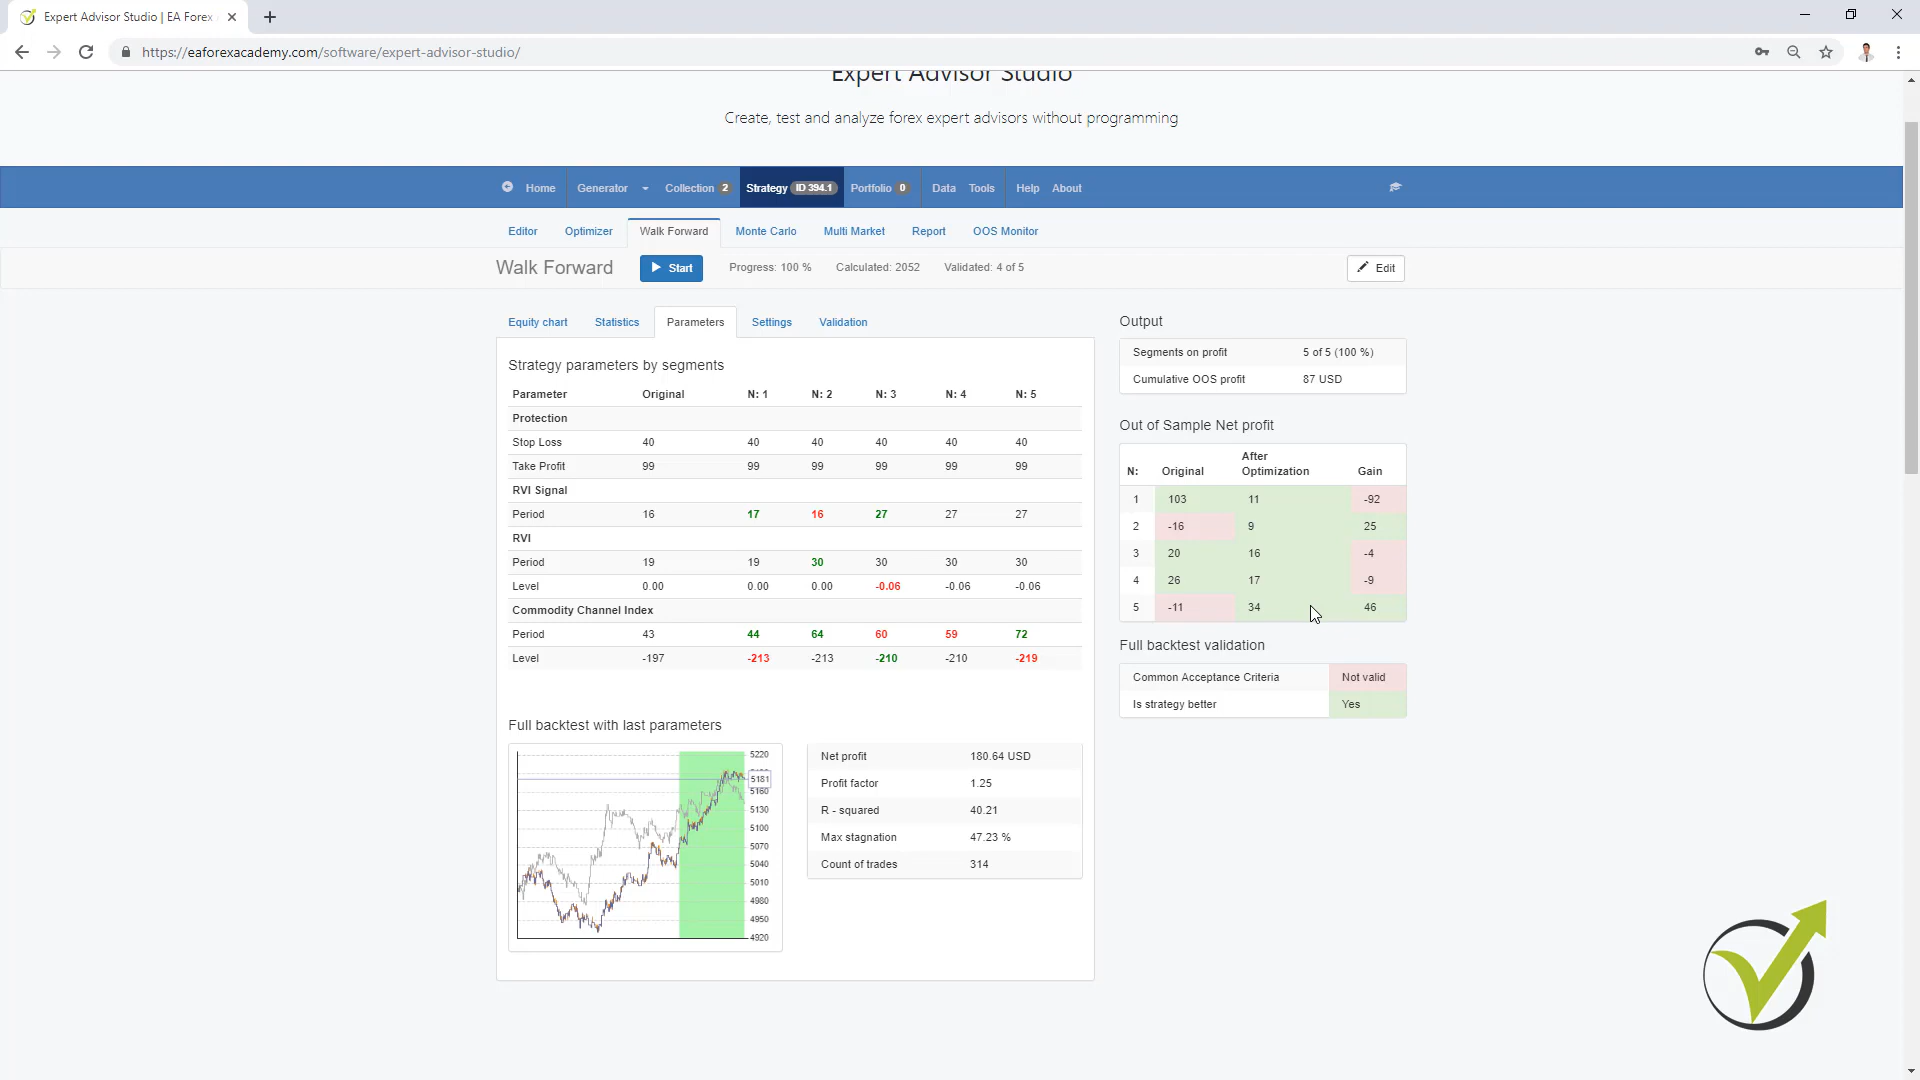 Expert Advisor Studio | EA Forex
https://eaforexacademy.com/software/expert-advisor-studio/
Expert Advisor Studio
Create, test and analyze forex expert advisors without programming
Home Generator Collection 2 Strategy ID 394.1 Portfolio 0 Data Tools Help About
Editor Optimizer Walk Forward Monte Carlo Multi Market Report OOS Monitor
Walk Forward Start Progress: 100 % Calculated: 2052 Validated: 4 of 5 Edit
Equity chart Statistics Parameters Settings Validation
Strategy parameters by segments
Parameter Original N: 1 N: 2 N: 3 N: 4 N: 5
Protection
Stop Loss 40 40 40 40 40 40
Take Profit 99 99 99 99 99 99
RVI Signal
Period 16 17 16 27 27 27
RVI
Period 19 19 30 30 30 30
Level 0.00 0.00 0.00 -0.06 -0.06 -0.06
Commodity Channel Index
Period 43 44 64 60 59 72
Level -197 -213 -213 -210 -210 -219
Full backtest with last parameters
5220
5181
5160
5130
5100
5070
5040
5010
4980
4950
4920
Net profit 180.64 USD
Profit factor 1.25
R - squared 40.21
Max stagnation 47.23 %
Count of trades 314
Output
Segments on profit 5 of 5 (100 %)
Cumulative OOS profit 87 USD
Out of Sample Net profit
N: Original After Optimization Gain
1 103 11 -92
2 -16 9 25
3 20 16 -4
4 26 17 -9
5 -11 34 46
Full backtest validation
Common Acceptance Criteria Not valid
Is strategy better Yes